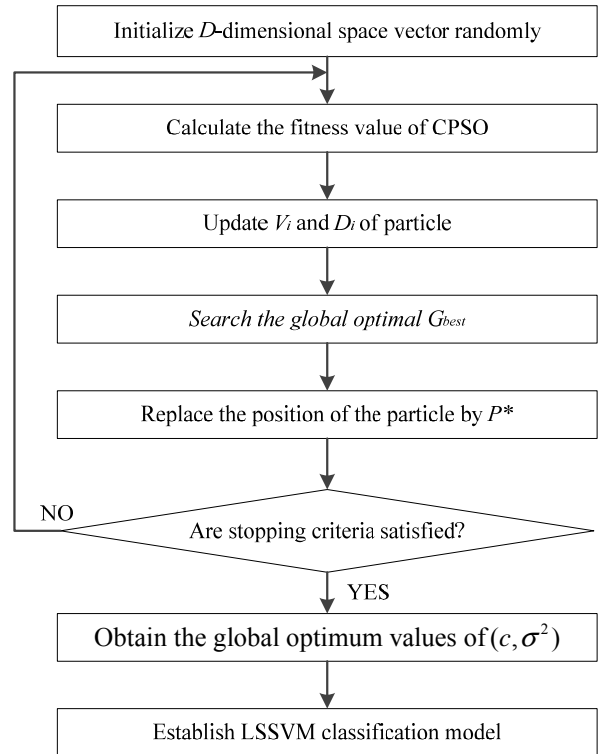 Initialize D-dimensional space vector randomly
Calculate the fitness value of CPSO
Update Vi and Di of particle
Search the global optimal Gbest
Replace the position of the particle by P*
NO
Are stopping criteria satisfied?
YES
Obtain the global optimum values of (c, σ²)
Establish LSSVM classification model